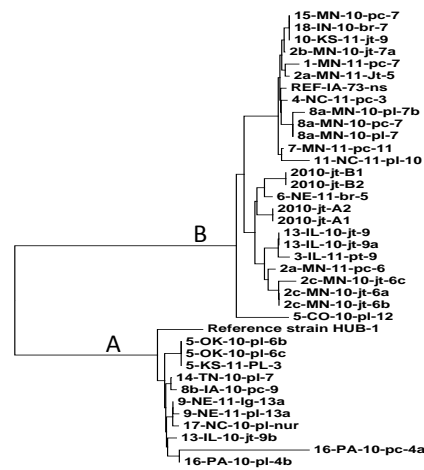 15-MN-10-pc-7
18-IN-10-br-7
10-KS-11-jt-9
2b-MN-10-jt-7a
1-MN-11-pc-7
2a-MN-11-Jt-5
REF-IA-73-ns
4-NC-11-pc-3
8a-MN-10-pl-7b
8a-MN-10-pc-7
8a-MN-10-pl-7
7-MN-11-pc-11
11-NC-11-pl-10
2010-jt-B1
2010-jt-B2
6-NE-11-br-5
2010-jt-A2
2010-jt-A1
13-IL-10-jt-9
13-IL-10-jt-9a
3-IL-11-pt-9
2a-MN-11-pc-6
2c-MN-10-jt-6c
2c-MN-10-jt-6a
2c-MN-10-jt-6b
5-CO-10-pl-12
B
Reference strain HUB-1
A
5-OK-10-pl-6b
5-OK-10-pl-6c
5-KS-11-PL-3
14-TN-10-pl-7
8b-IA-10-pc-9
9-NE-11-lg-13a
9-NE-11-pl-13a
17-NC-10-pl-nur
13-IL-10-jt-9b
16-PA-10-pc-4a
16-PA-10-pl-4b